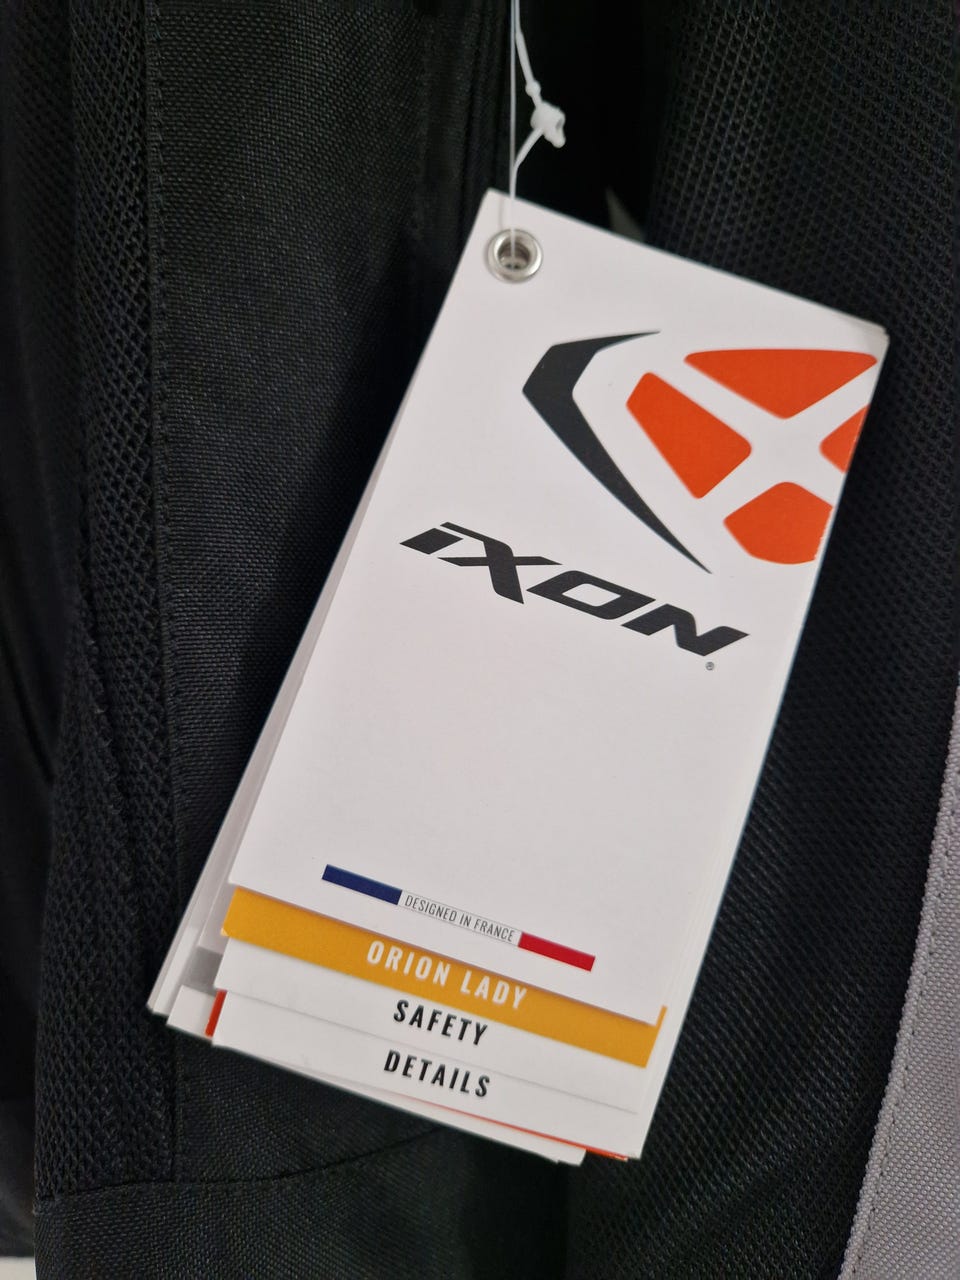 iXON
DESIGNED IN FRANCE
ORION LADY
SAFETY
DETAILS